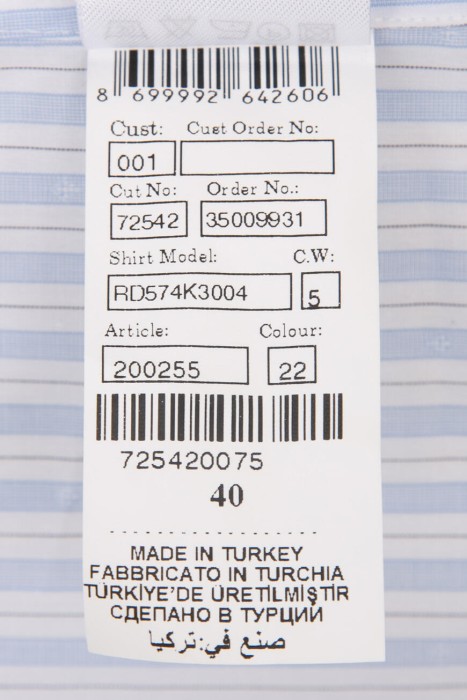 8 699992 642606
Cust: Cust Order No:
001
Cut No: Order No.:
72542 35009931
Shirt Model: C.W:
RD574K3004 5
Article: Colour:
200255 22
725420075
40
MADE IN TURKEY
FABBRICATO IN TURCHIA
TÜRKİYE'DE ÜRETİLMİŞTİR
СДЕПАНО В ТУРЦИЙ
صنع في:تركيا